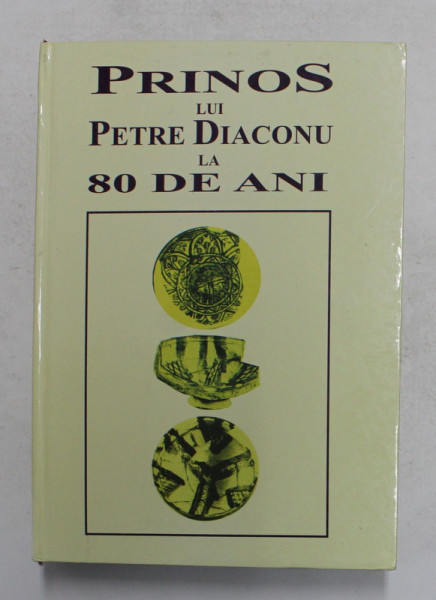 PRINOS
LUI
PETRE DIACONU
LA
80 DE ANI